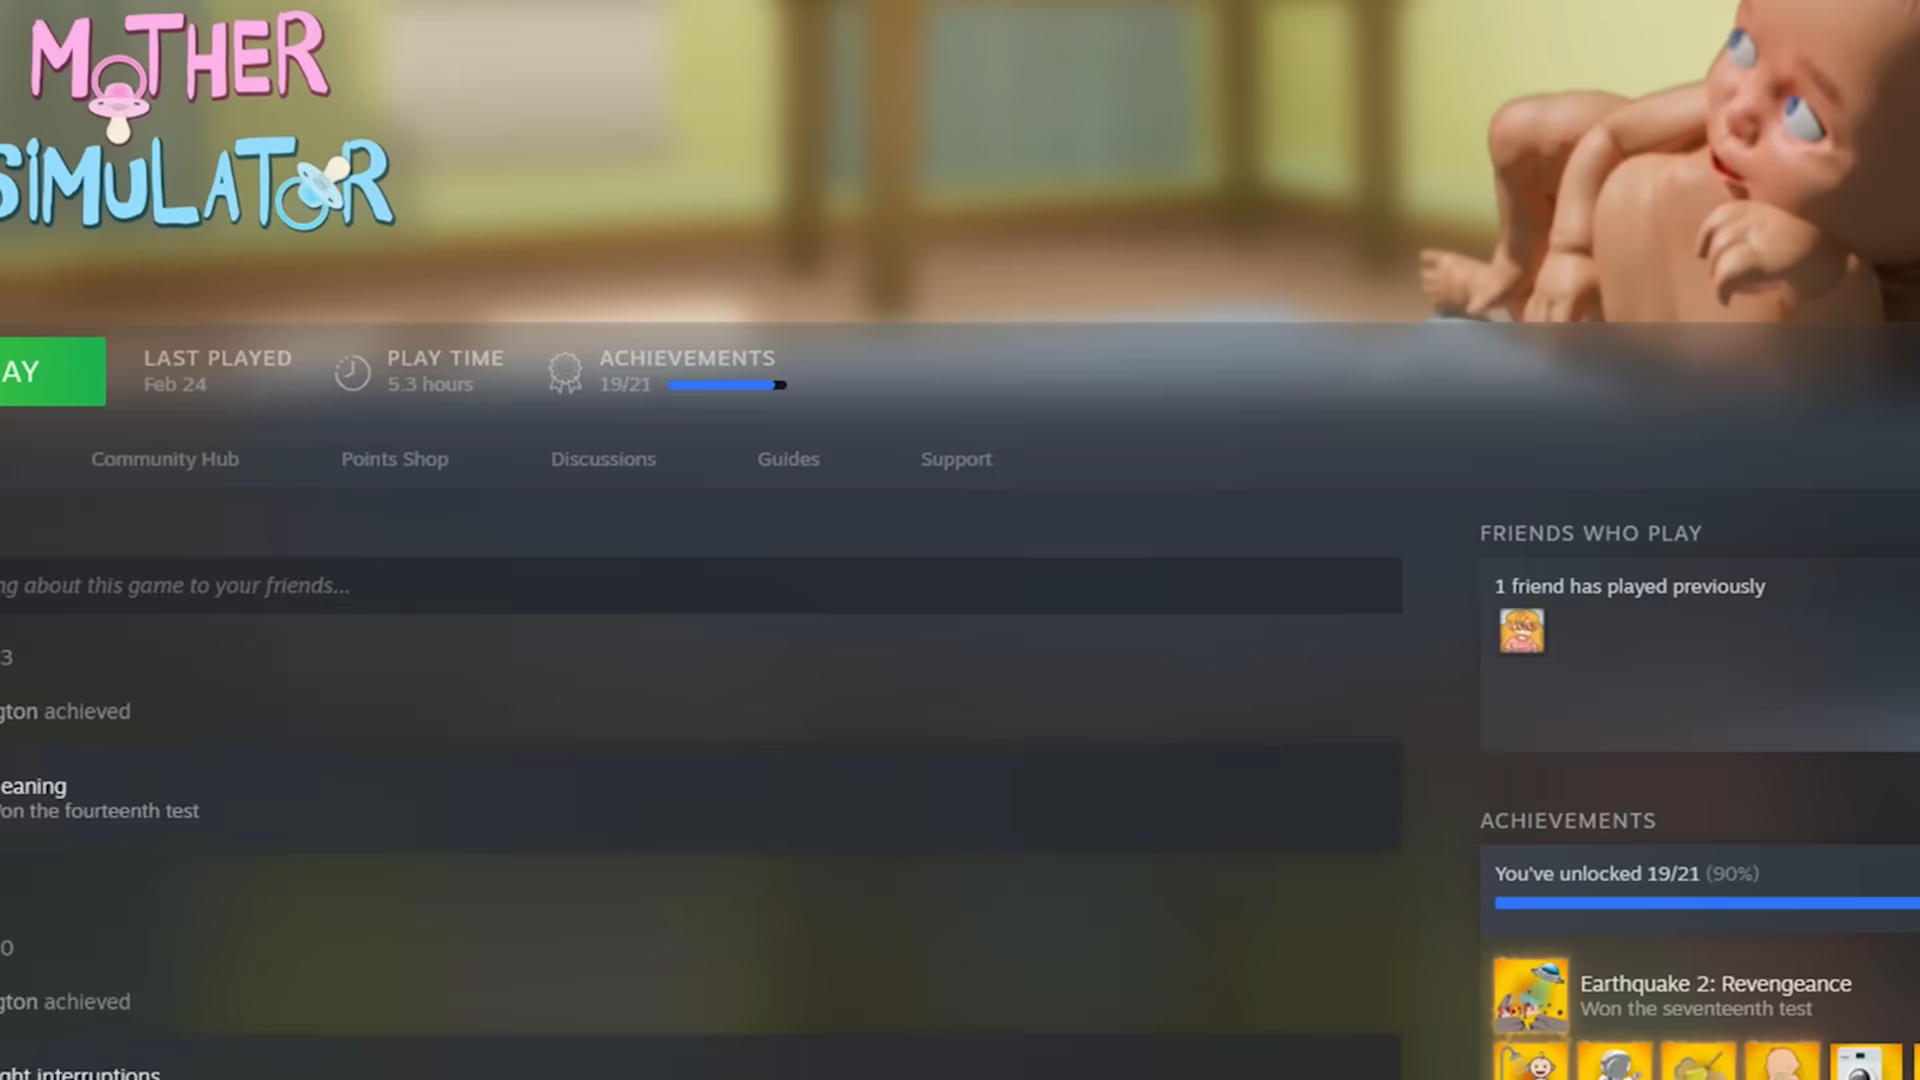 MOTHER
SIMULATOR
AY
LAST PLAYED
Feb 24
PLAY TIME
5.3 hours
ACHIEVEMENTS
19/21
Community Hub
Points Shop
Discussions
Guides
Support
ng about this game to your friends...
3
gton achieved
eaning
on the fourteenth test
0
gton achieved
ght interruptions
FRIENDS WHO PLAY
1 friend has played previously
ACHIEVEMENTS
You've unlocked 19/21 (90%)
Earthquake 2: Revengeance
Won the seventeenth test